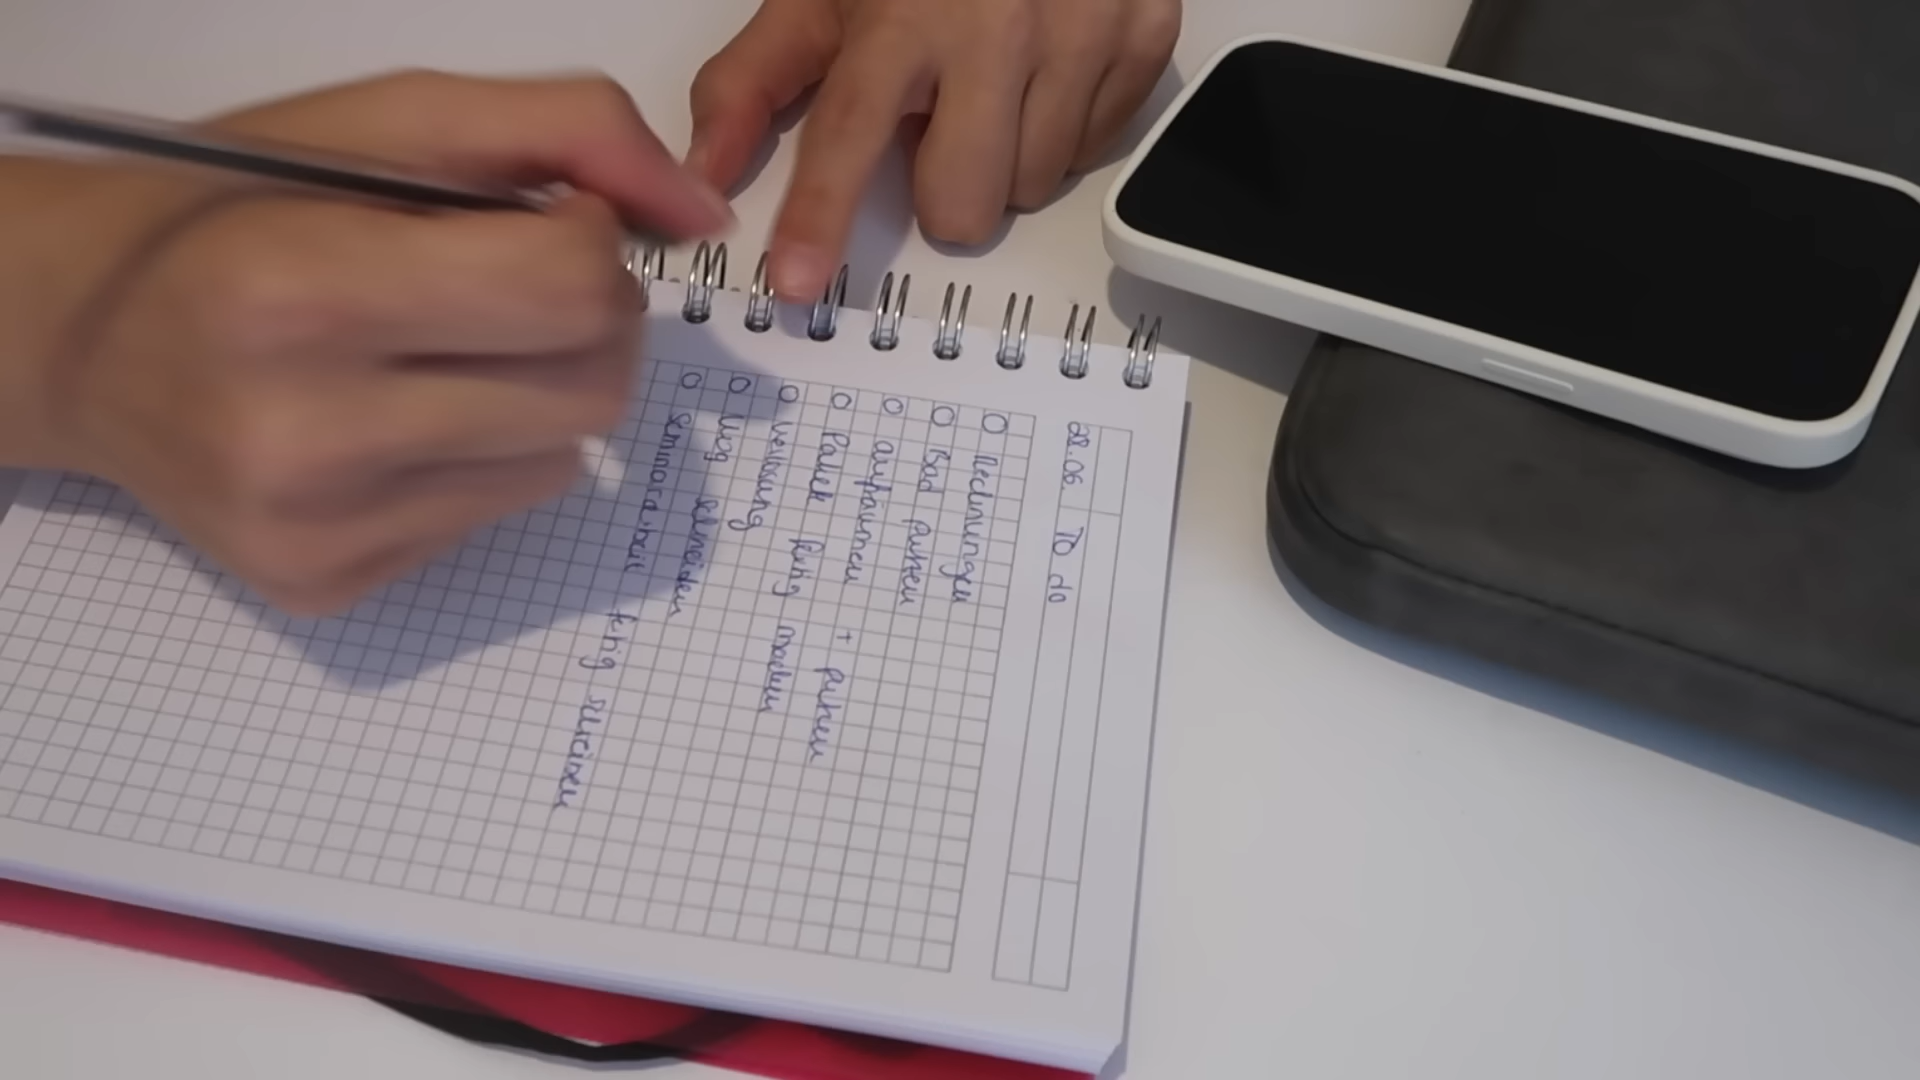 28.06. TO do
O Rechnungen
O Bad putzen
O aufräumen + putzen
O Paket fertig machen
O Verlosung
O Vlog schneiden
O Seminararbeit fertig schreiben